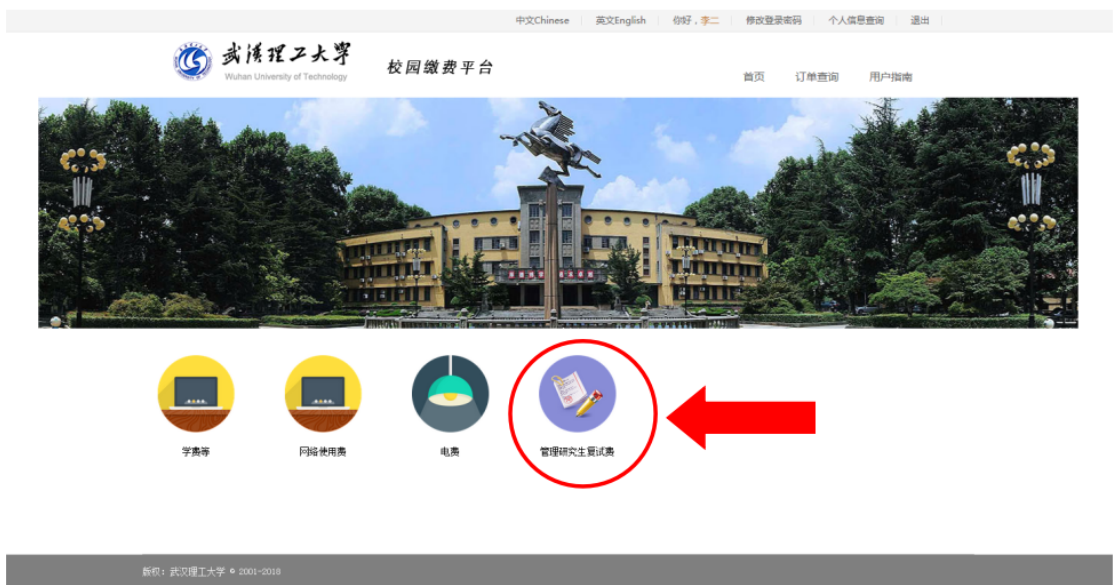 中文Chinese 英文English 你好，李二 修改登录密码 个人信息查询 退出
武汉理工大学
Wuhan University of Technology
校园缴费平台
首页 订单查询 用户指南
学费等 网络使用费 电费 管理研究生复试费
版权：武汉理工大学 © 2001-2018